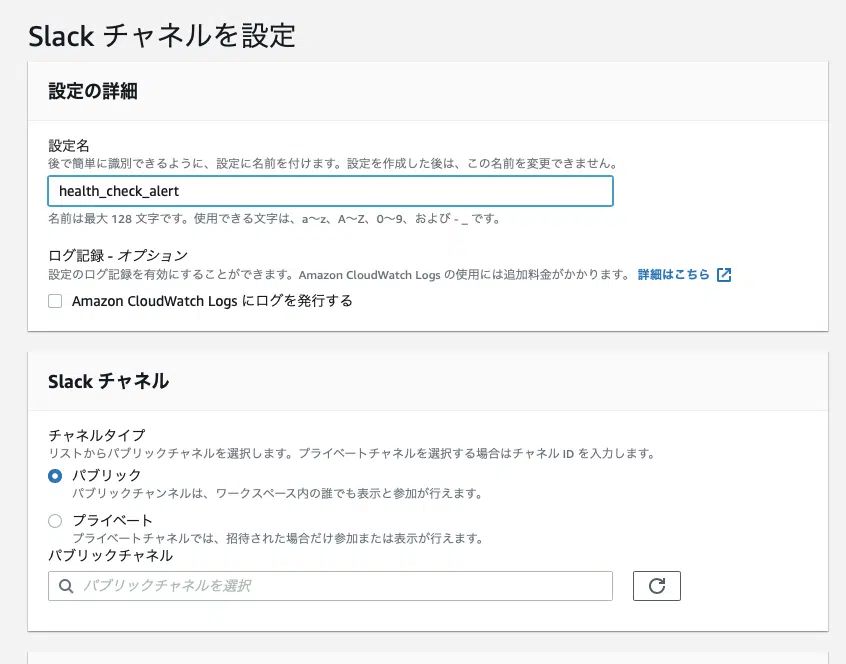 Slack チャネルを設定
設定の詳細
設定名
後で簡単に識別できるように、設定に名前を付けます。設定を作成した後は、この名前を変更できません。
health_check_alert
名前は最大 128 文字です。使用できる文字は、a〜z、A〜Z、0〜9、および - _ です。
ログ記録 - オプション
設定のログ記録を有効にすることができます。Amazon CloudWatch Logs の使用には追加料金がかかります。 詳細はこちら
Amazon CloudWatch Logs にログを発行する
Slack チャネル
チャネルタイプ
リストからパブリックチャネルを選択します。プライベートチャネルを選択する場合はチャネル ID を入力します。
パブリック
パブリックチャンネルは、ワークスペース内の誰でも表示と参加が行えます。
プライベート
プライベートチャネルでは、招待された場合だけ参加または表示が行えます。
パブリックチャネル
パブリックチャネルを選択